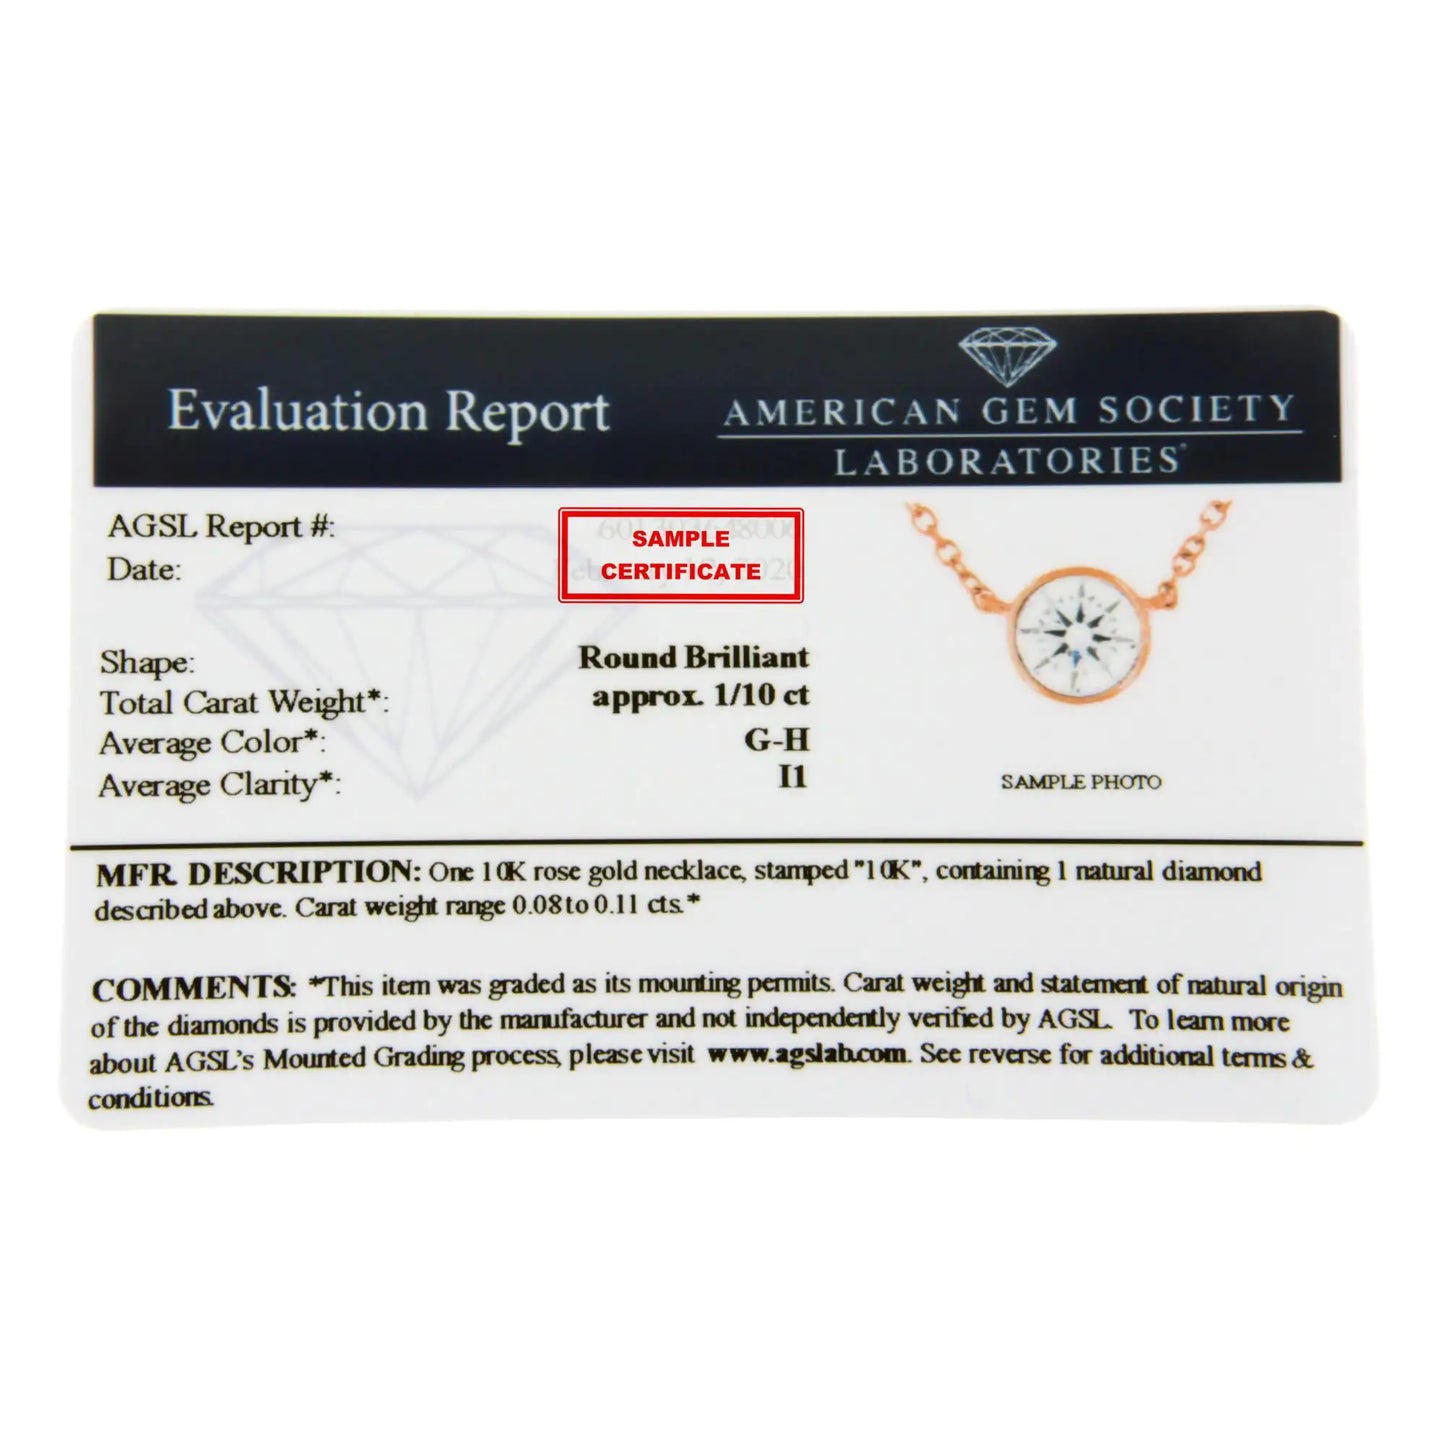 Evaluation Report
AMERICAN GEM SOCIETY
LABORATORIES®
AGSL Report #:
Date:
SAMPLE
CERTIFICATE
Shape: Round Brilliant
Total Carat Weight*: approx. 1/10 ct
Average Color*: G-H
Average Clarity*: I1
SAMPLE PHOTO
MFR. DESCRIPTION: One 10K rose gold necklace, stamped "10K", containing 1 natural diamond
described above. Carat weight range 0.08 to 0.11 cts.*
COMMENTS: *This item was graded as its mounting permits. Carat weight and statement of natural origin
of the diamonds is provided by the manufacturer and not independently verified by AGSL. To learn more
about AGSL's Mounted Grading process, please visit www.agslab.com. See reverse for additional terms &
conditions.